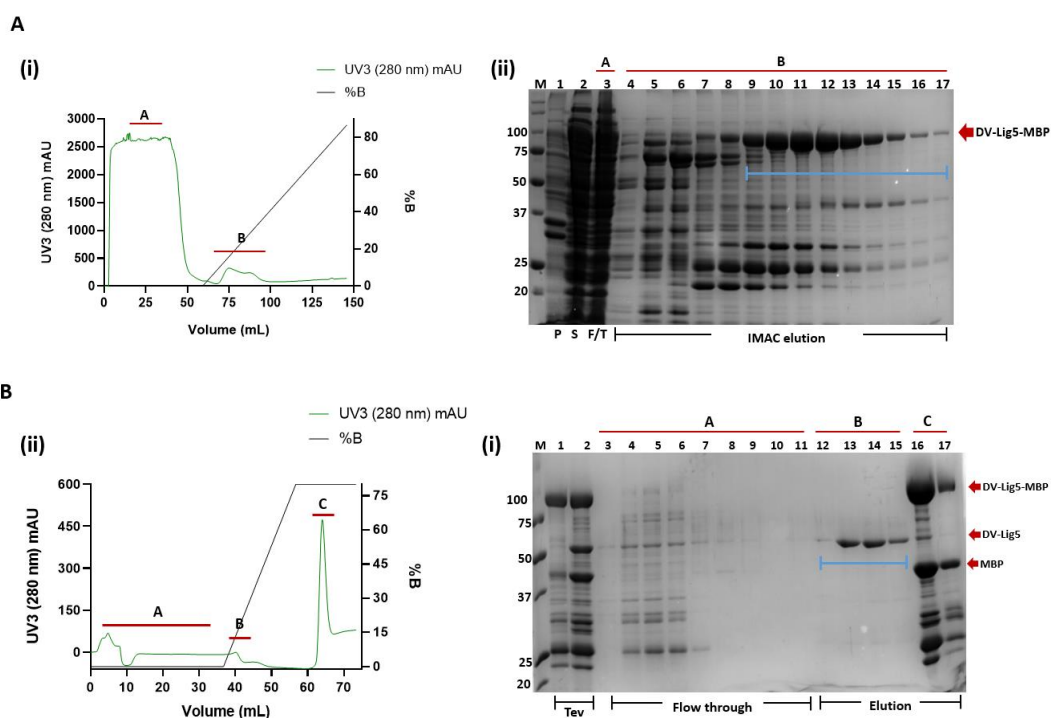 A
(i)
UV3 (280 nm) mAU
%B
A
3000
2500
2000
1500
1000
500
0
UV3 (280 nm) mAU
B
80
60
40
20
0
%B
0 25 50 75 100 125 150
Volume (mL)
(ii)
A B
M 1 2 3 4 5 6 7 8 9 10 11 12 13 14 15 16 17
100
75
50
37
25
20
DV-Lig5-MBP
P S F/T
IMAC elution
B
(ii)
UV3 (280 nm) mAU
%B
600
450
300
150
0
UV3 (280 nm) mAU
A
B
C
75
60
45
30
15
0
%B
0 10 20 30 40 50 60 70
Volume (mL)
(i)
A B C
M 1 2 3 4 5 6 7 8 9 10 11 12 13 14 15 16 17
100
75
50
37
25
20
DV-Lig5-MBP
DV-Lig5
MBP
Tev
Flow through
Elution